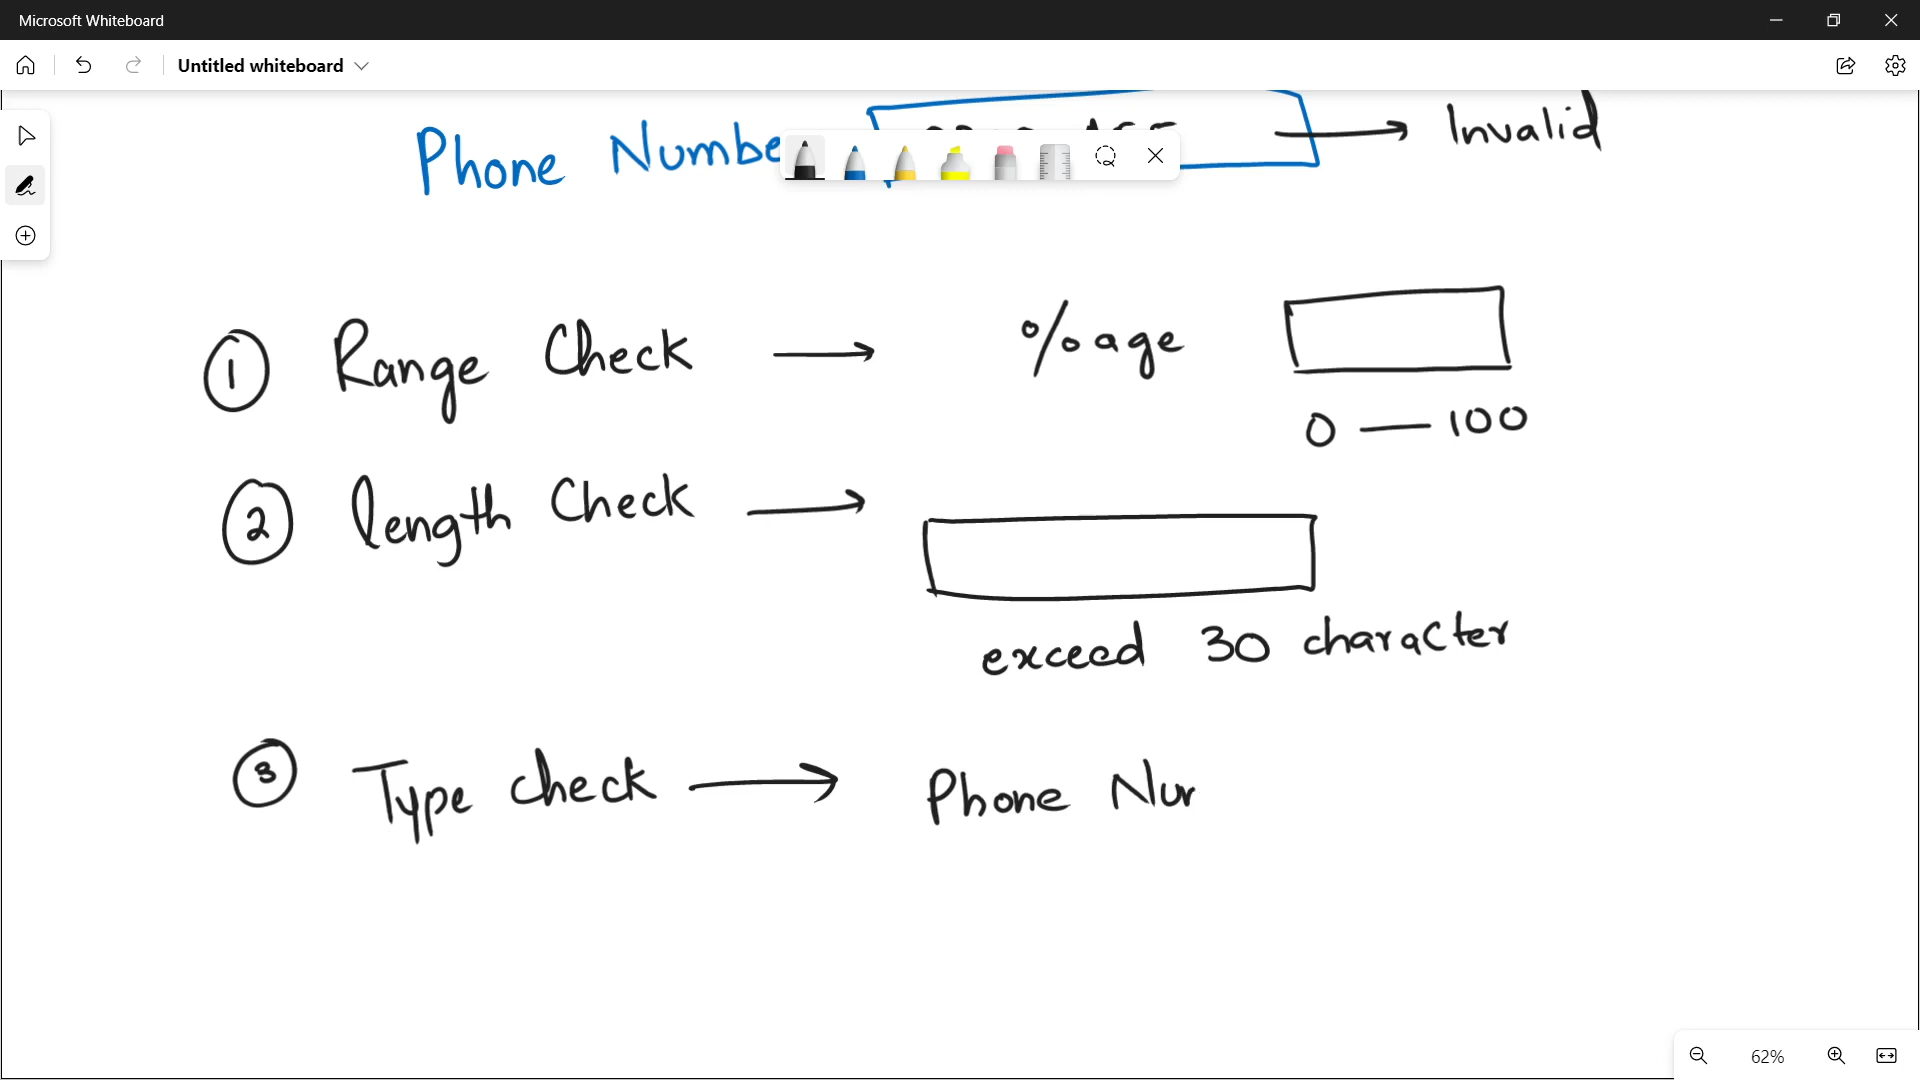 Microsoft Whiteboard
Untitled whiteboard
Phone Numbe
→ Invalid
① Range Check → %age
0 — 100
② length Check →
exceed 30 character
③ Type check → Phone Nur
62%